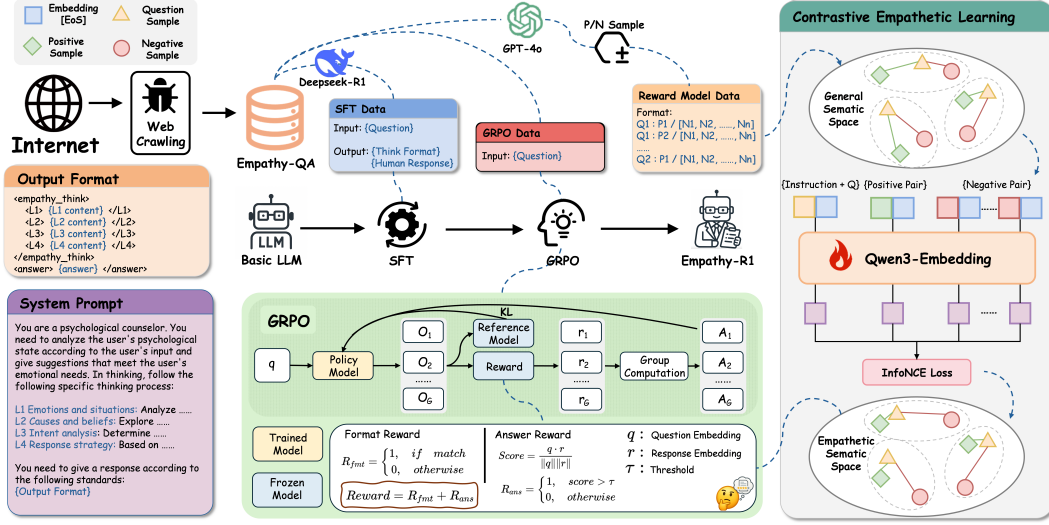 Embedding
[EoS]
Question
Sample
Positive
Sample
Negative
Sample
Internet
Web
Crawling
Empathy-QA
Deepseek-R1
GPT-4o
P/N Sample
SFT Data
Input: {Question}
Output: {Think Format}
{Human Response}
GRPO Data
Input: {Question}
Reward Model Data
Format:
Q1 : P1 / [N1, N2, ……, Nn]
Q1 : P2 / [N1, N2, ……, Nn]
……
Q2 : P1 / [N1, N2, ……, Nn]
Output Format
<empathy_think>
<L1> {L1 content} </L1>
<L2> {L2 content} </L2>
<L3> {L3 content} </L3>
<L4> {L4 content} </L4>
</empathy_think>
<answer> {answer} </answer>
LLM
Basic LLM
SFT
GRPO
Empathy-R1
System Prompt
You are a psychological counselor. You
need to analyze the user's psychological
state according to the user's input and
give suggestions that meet the user's
emotional needs. In thinking, follow the
following specific thinking process:
L1 Emotions and situations: Analyze ……
L2 Causes and beliefs: Explore ……
L3 Intent analysis: Determine ……
L4 Response strategy: Based on ……
You need to give a response according to
the following standards:
{Output Format}
GRPO
KL
q
Policy
Model
O1
O2
……
OG
Reference
Model
Reward
r1
r2
……
rG
Group
Computation
A1
A2
……
AG
Trained
Model
Frozen
Model
Format Reward
Rfmt = { 1, if match
0, otherwise
Reward = Rfmt + Rans
Answer Reward
Score = q · r / ||q|| ||r||
Rans = { 1, score > τ
0, otherwise
q : Question Embedding
r : Response Embedding
τ : Threshold
Contrastive Empathetic Learning
General
Sematic
Space
{Instruction + Q} {Positive Pair} {Negative Pair}
……
Qwen3-Embedding
……
InfoNCE Loss
Empathetic
Sematic
Space